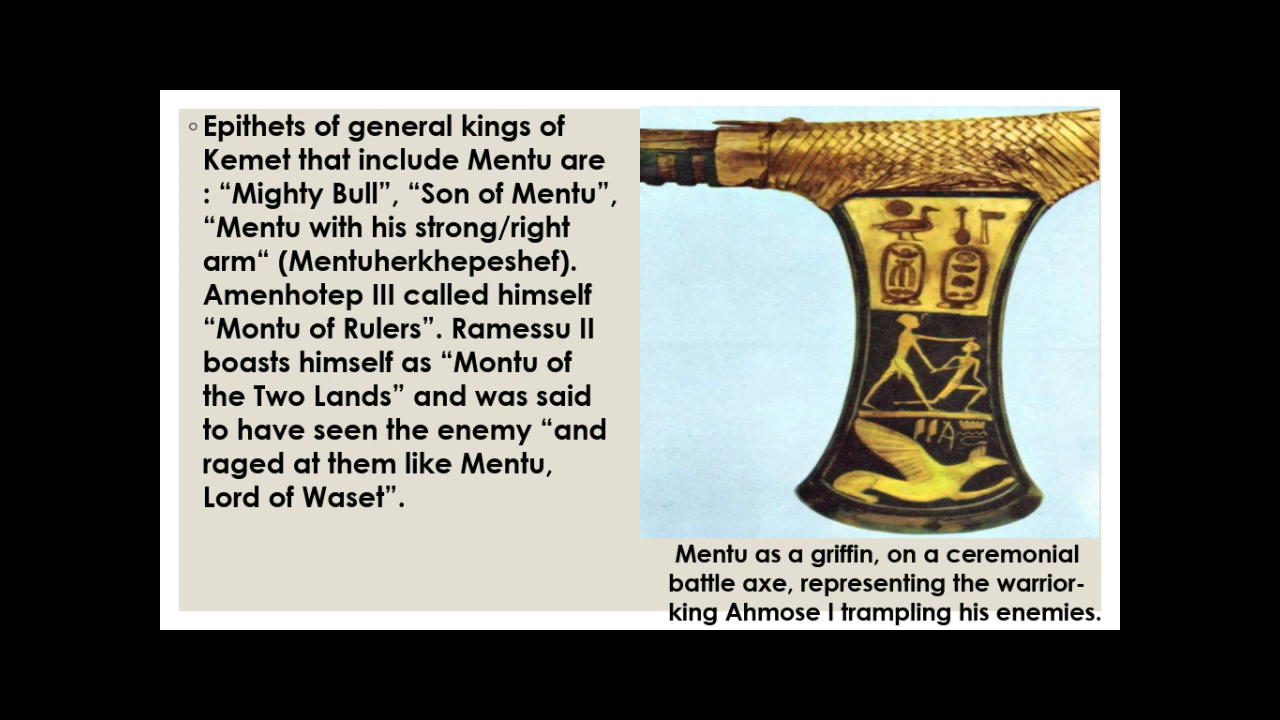 ◦ Epithets of general kings of
Kemet that include Mentu are
: “Mighty Bull”, “Son of Mentu”,
“Mentu with his strong/right
arm“ (Mentuherkhepeshef).
Amenhotep III called himself
“Montu of Rulers”. Ramessu II
boasts himself as “Montu of
the Two Lands” and was said
to have seen the enemy “and
raged at them like Mentu,
Lord of Waset”.
Mentu as a griffin, on a ceremonial
battle axe, representing the warrior-
king Ahmose I trampling his enemies.